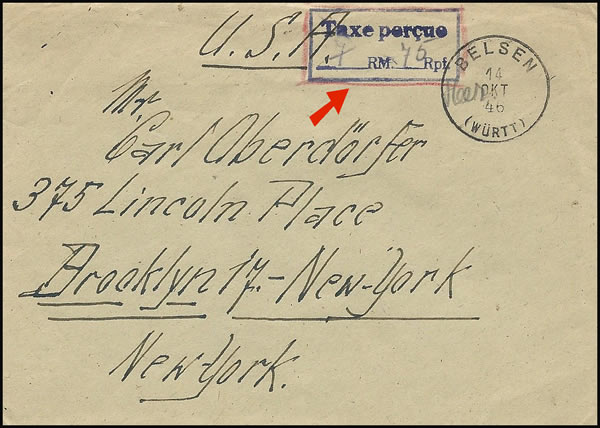 U.S.A.
Taxe perçue
RM 75 Rpf.
BELSEN
14
OKT
46
(WÜRTT)
Mr.
Carl Oberdörfer
375 Lincoln Place
Brooklyn 17.-New-York
New-York.